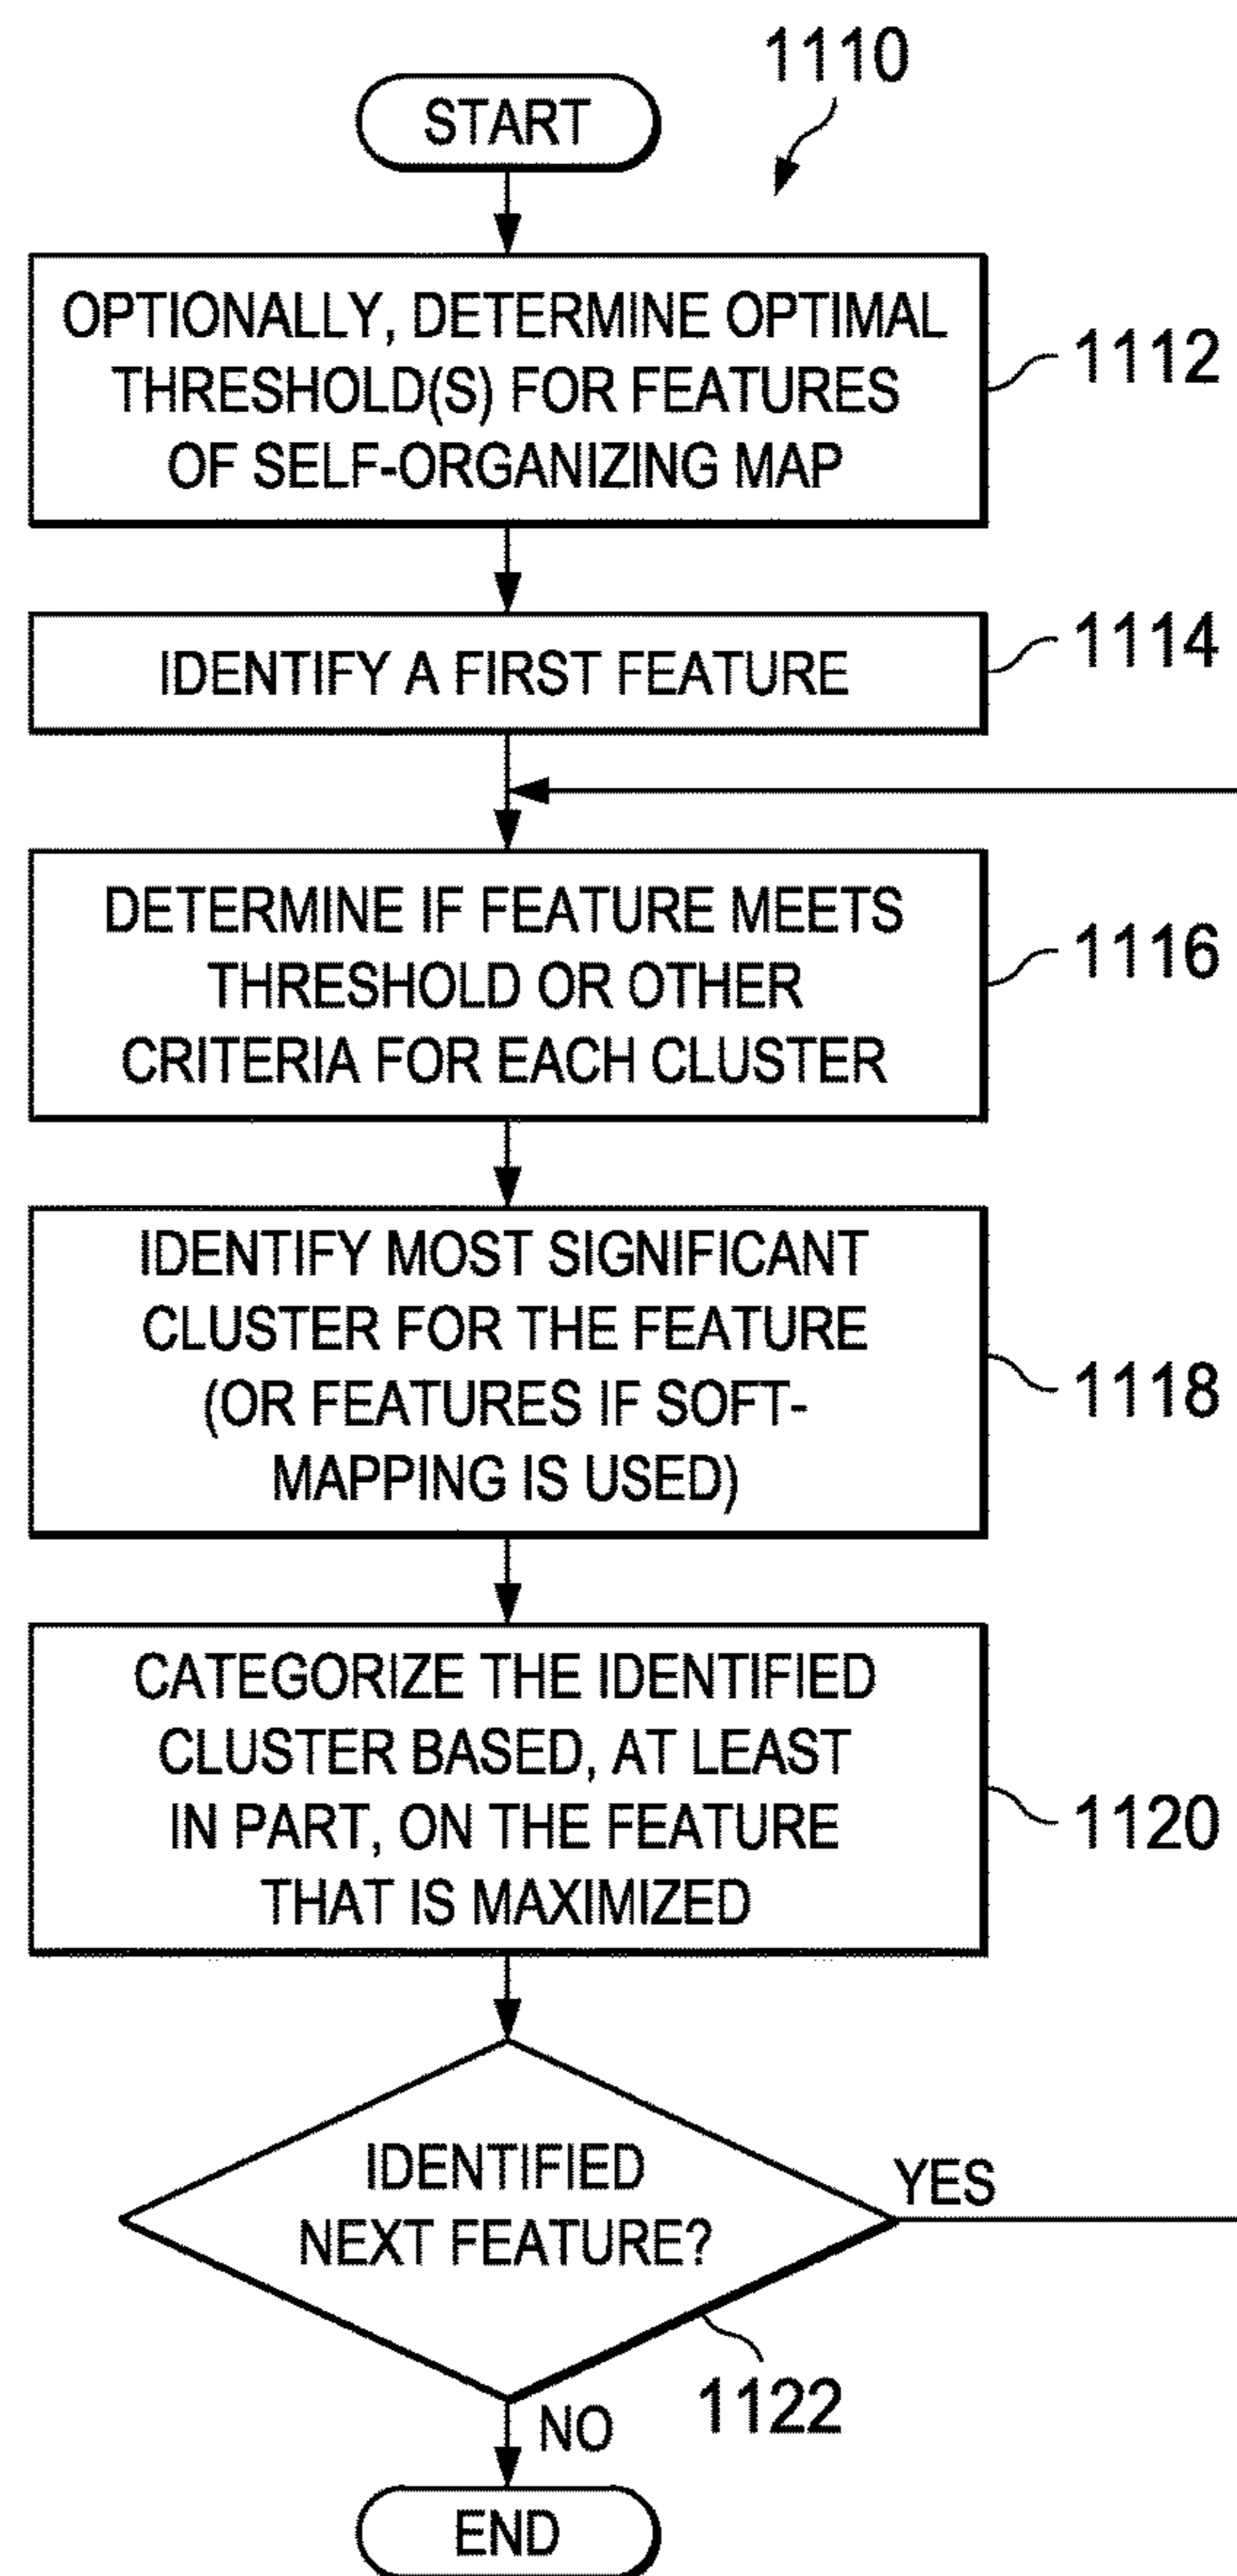 1110
START
OPTIONALLY, DETERMINE OPTIMAL
THRESHOLD(S) FOR FEATURES
OF SELF-ORGANIZING MAP
1112
IDENTIFY A FIRST FEATURE
1114
DETERMINE IF FEATURE MEETS
THRESHOLD OR OTHER
CRITERIA FOR EACH CLUSTER
1116
IDENTIFY MOST SIGNIFICANT
CLUSTER FOR THE FEATURE
(OR FEATURES IF SOFT-
MAPPING IS USED)
1118
CATEGORIZE THE IDENTIFIED
CLUSTER BASED, AT LEAST
IN PART, ON THE FEATURE
THAT IS MAXIMIZED
1120
IDENTIFIED
NEXT FEATURE?
YES
1122
NO
END